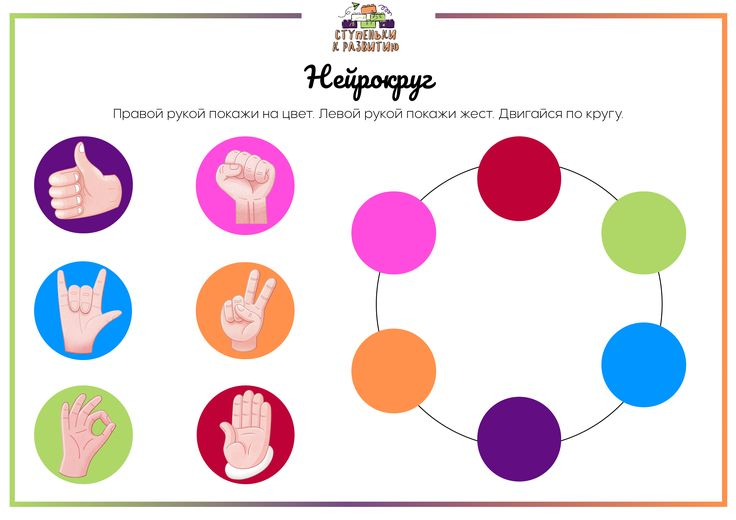 СТУПЕНЬКИ
К РАЗВИТИЮ
Нейрокруг
Правой рукой покажи на цвет. Левой рукой покажи жест. Двигайся по кругу.